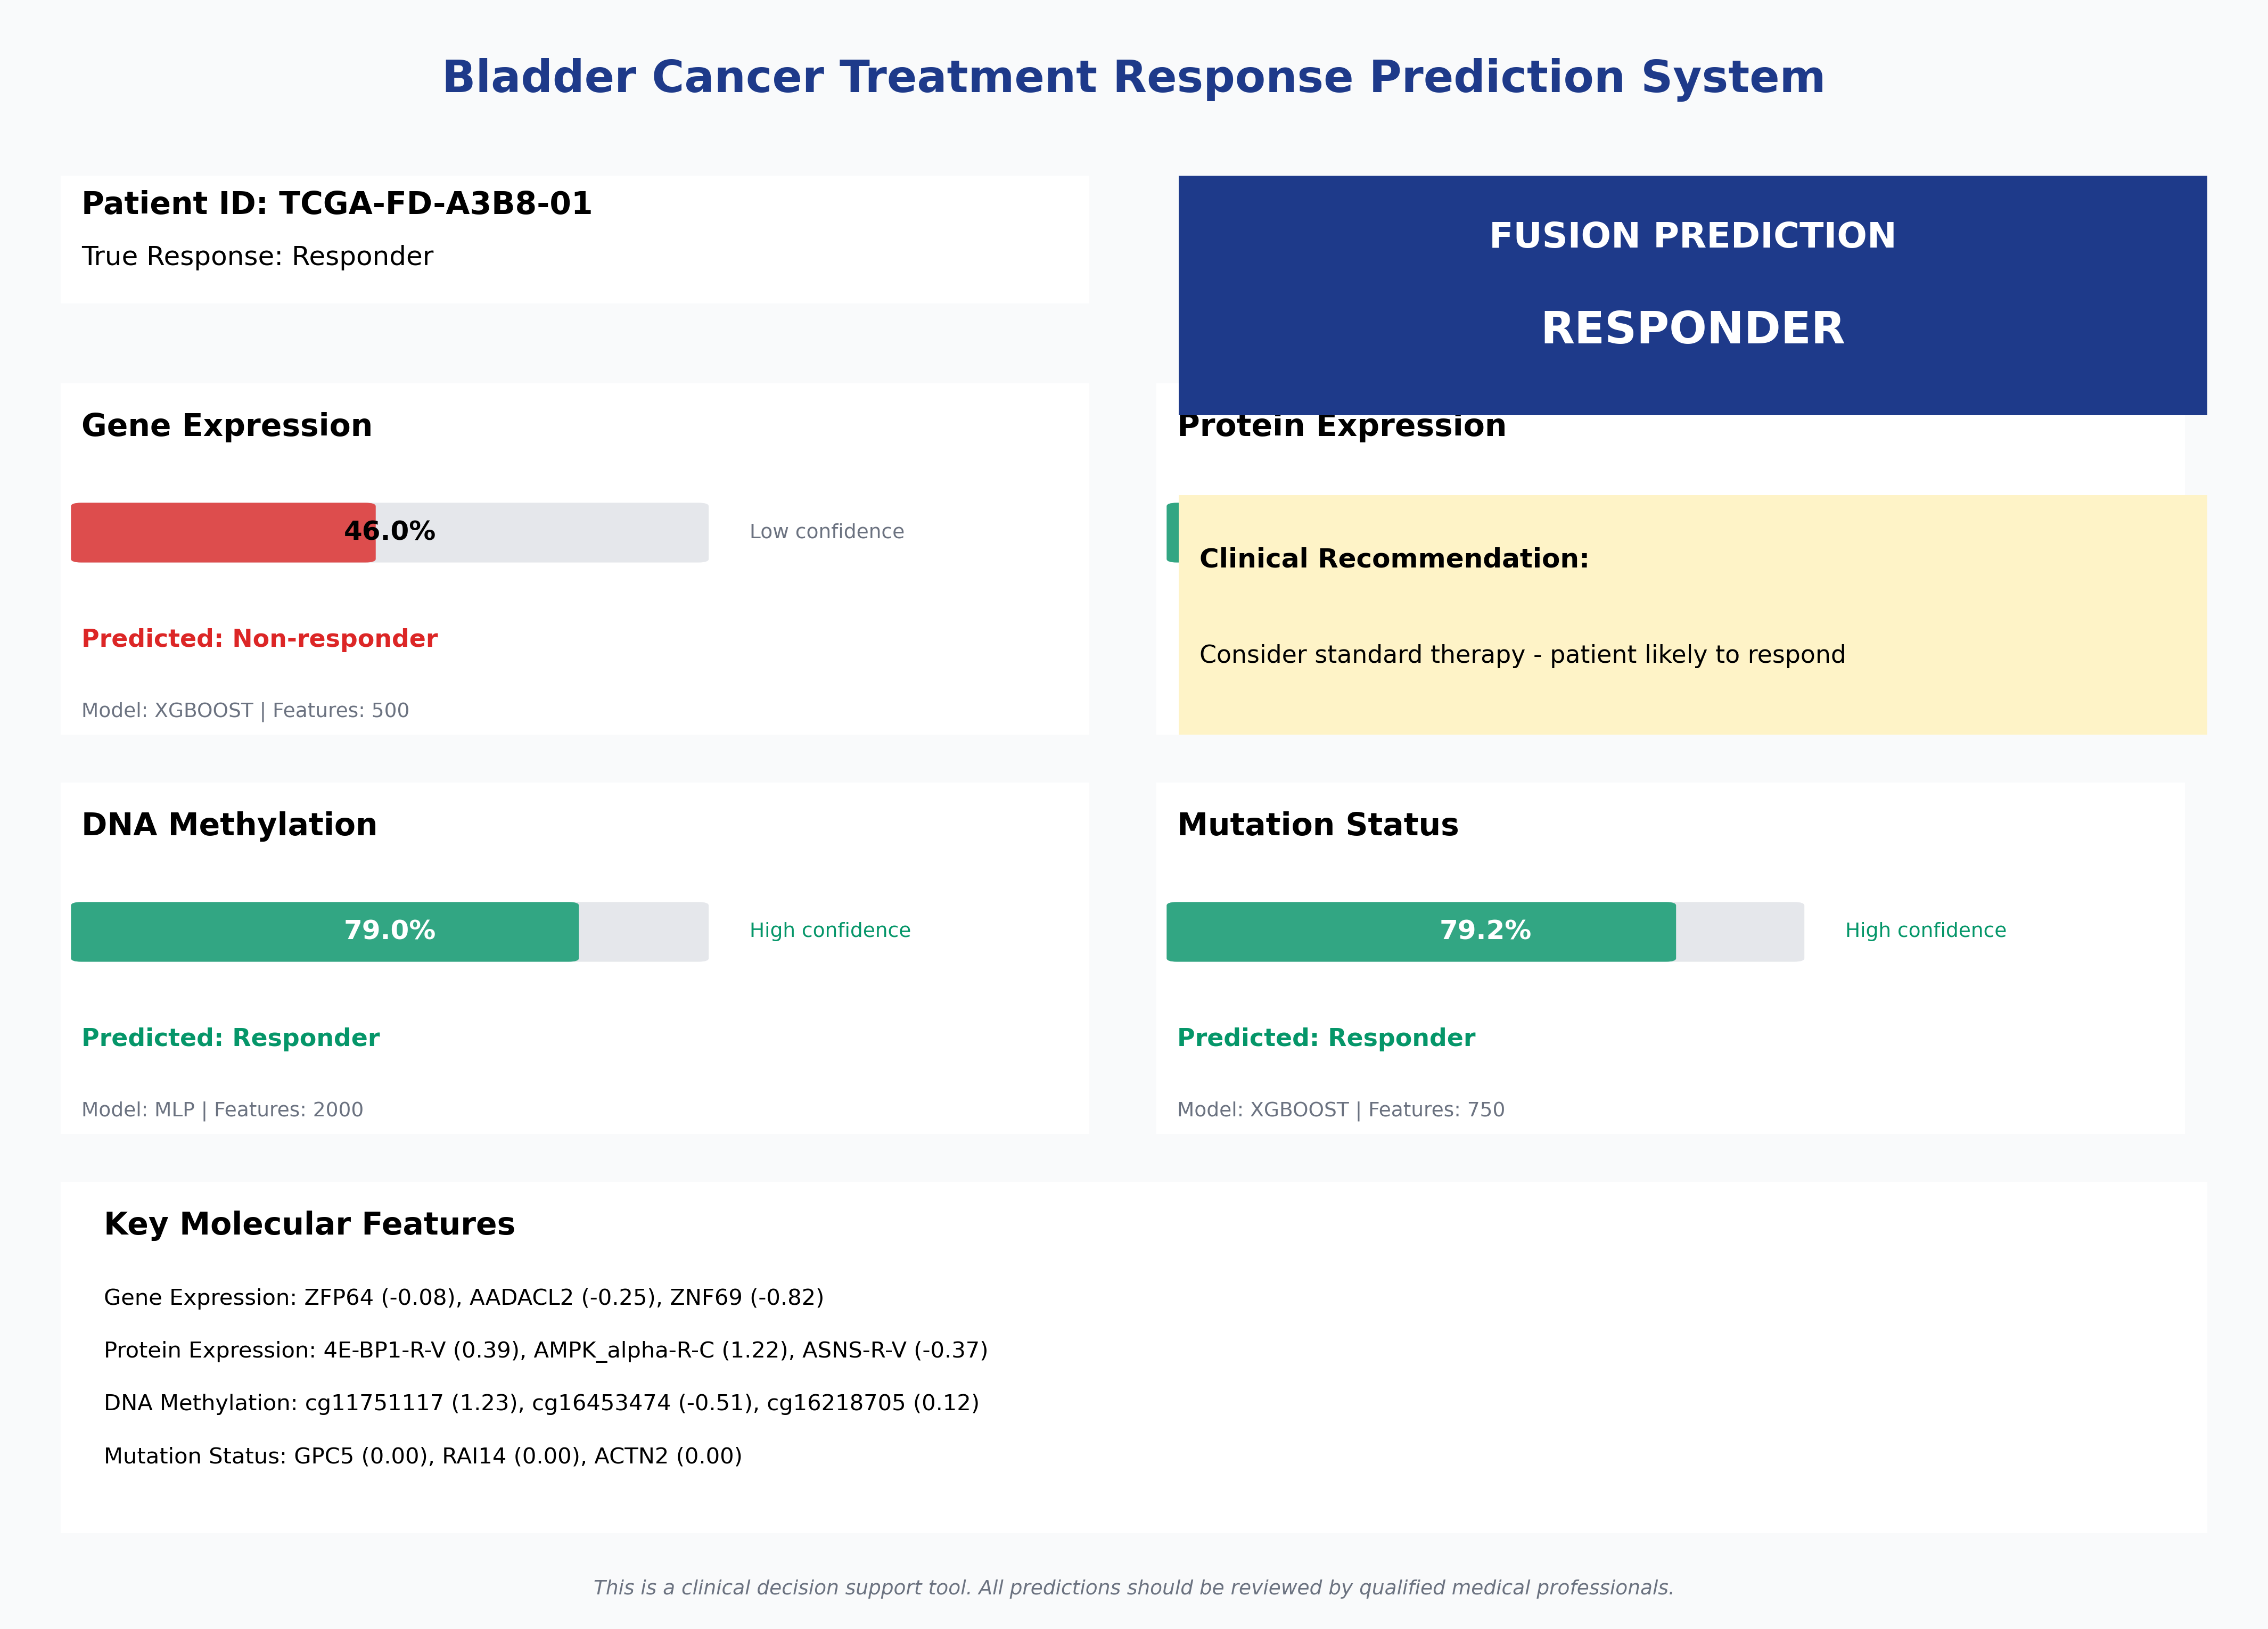 Bladder Cancer Treatment Response Prediction System
Patient ID: TCGA-FD-A3B8-01
True Response: Responder
FUSION PREDICTION
RESPONDER
Gene Expression
46.0%
Low confidence
Predicted: Non-responder
Model: XGBOOST | Features: 500
Protein Expression
Clinical Recommendation:
Consider standard therapy - patient likely to respond
DNA Methylation
79.0%
High confidence
Predicted: Responder
Model: MLP | Features: 2000
Mutation Status
79.2%
High confidence
Predicted: Responder
Model: XGBOOST | Features: 750
Key Molecular Features
Gene Expression: ZFP64 (-0.08), AADACL2 (-0.25), ZNF69 (-0.82)
Protein Expression: 4E-BP1-R-V (0.39), AMPK_alpha-R-C (1.22), ASNS-R-V (-0.37)
DNA Methylation: cg11751117 (1.23), cg16453474 (-0.51), cg16218705 (0.12)
Mutation Status: GPC5 (0.00), RAI14 (0.00), ACTN2 (0.00)
This is a clinical decision support tool. All predictions should be reviewed by qualified medical professionals.